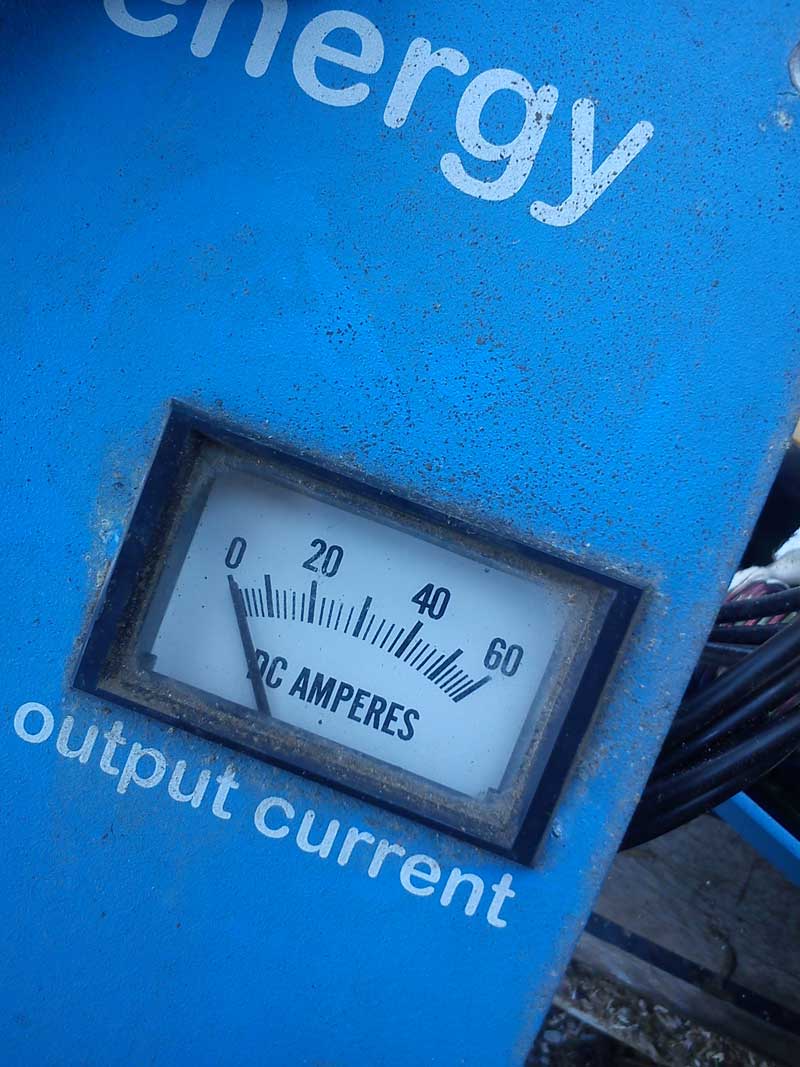 energy
0 20 40 60
DC AMPERES
output current